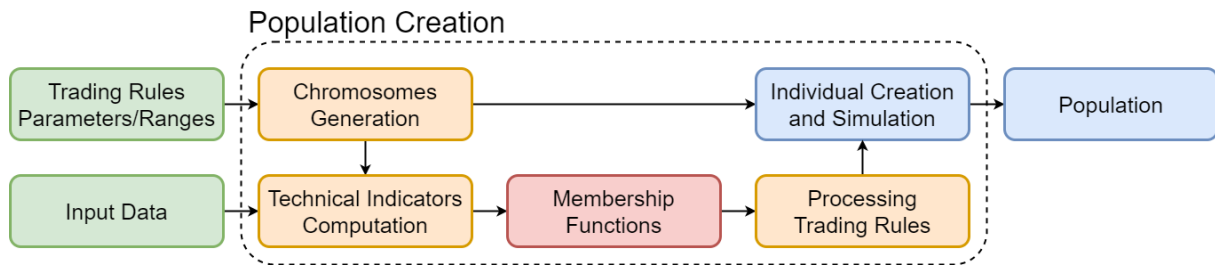 Population Creation
Trading Rules
Parameters/Ranges
Chromosomes
Generation
Individual Creation
and Simulation
Population
Input Data
Technical Indicators
Computation
Membership
Functions
Processing
Trading Rules